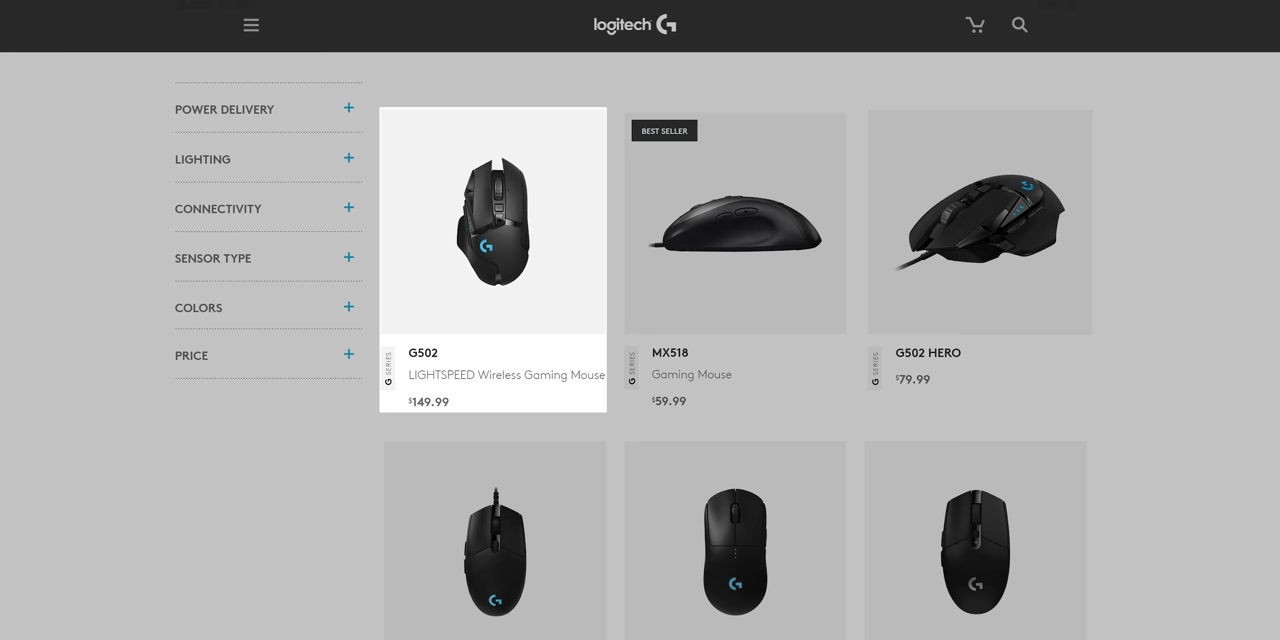 logitech G
POWER DELIVERY +
LIGHTING +
CONNECTIVITY +
SENSOR TYPE +
COLORS +
PRICE +
G SERIES
G502
LIGHTSPEED Wireless Gaming Mouse
$149.99
BEST SELLER
G SERIES
MX518
Gaming Mouse
$59.99
G SERIES
G502 HERO
$79.99